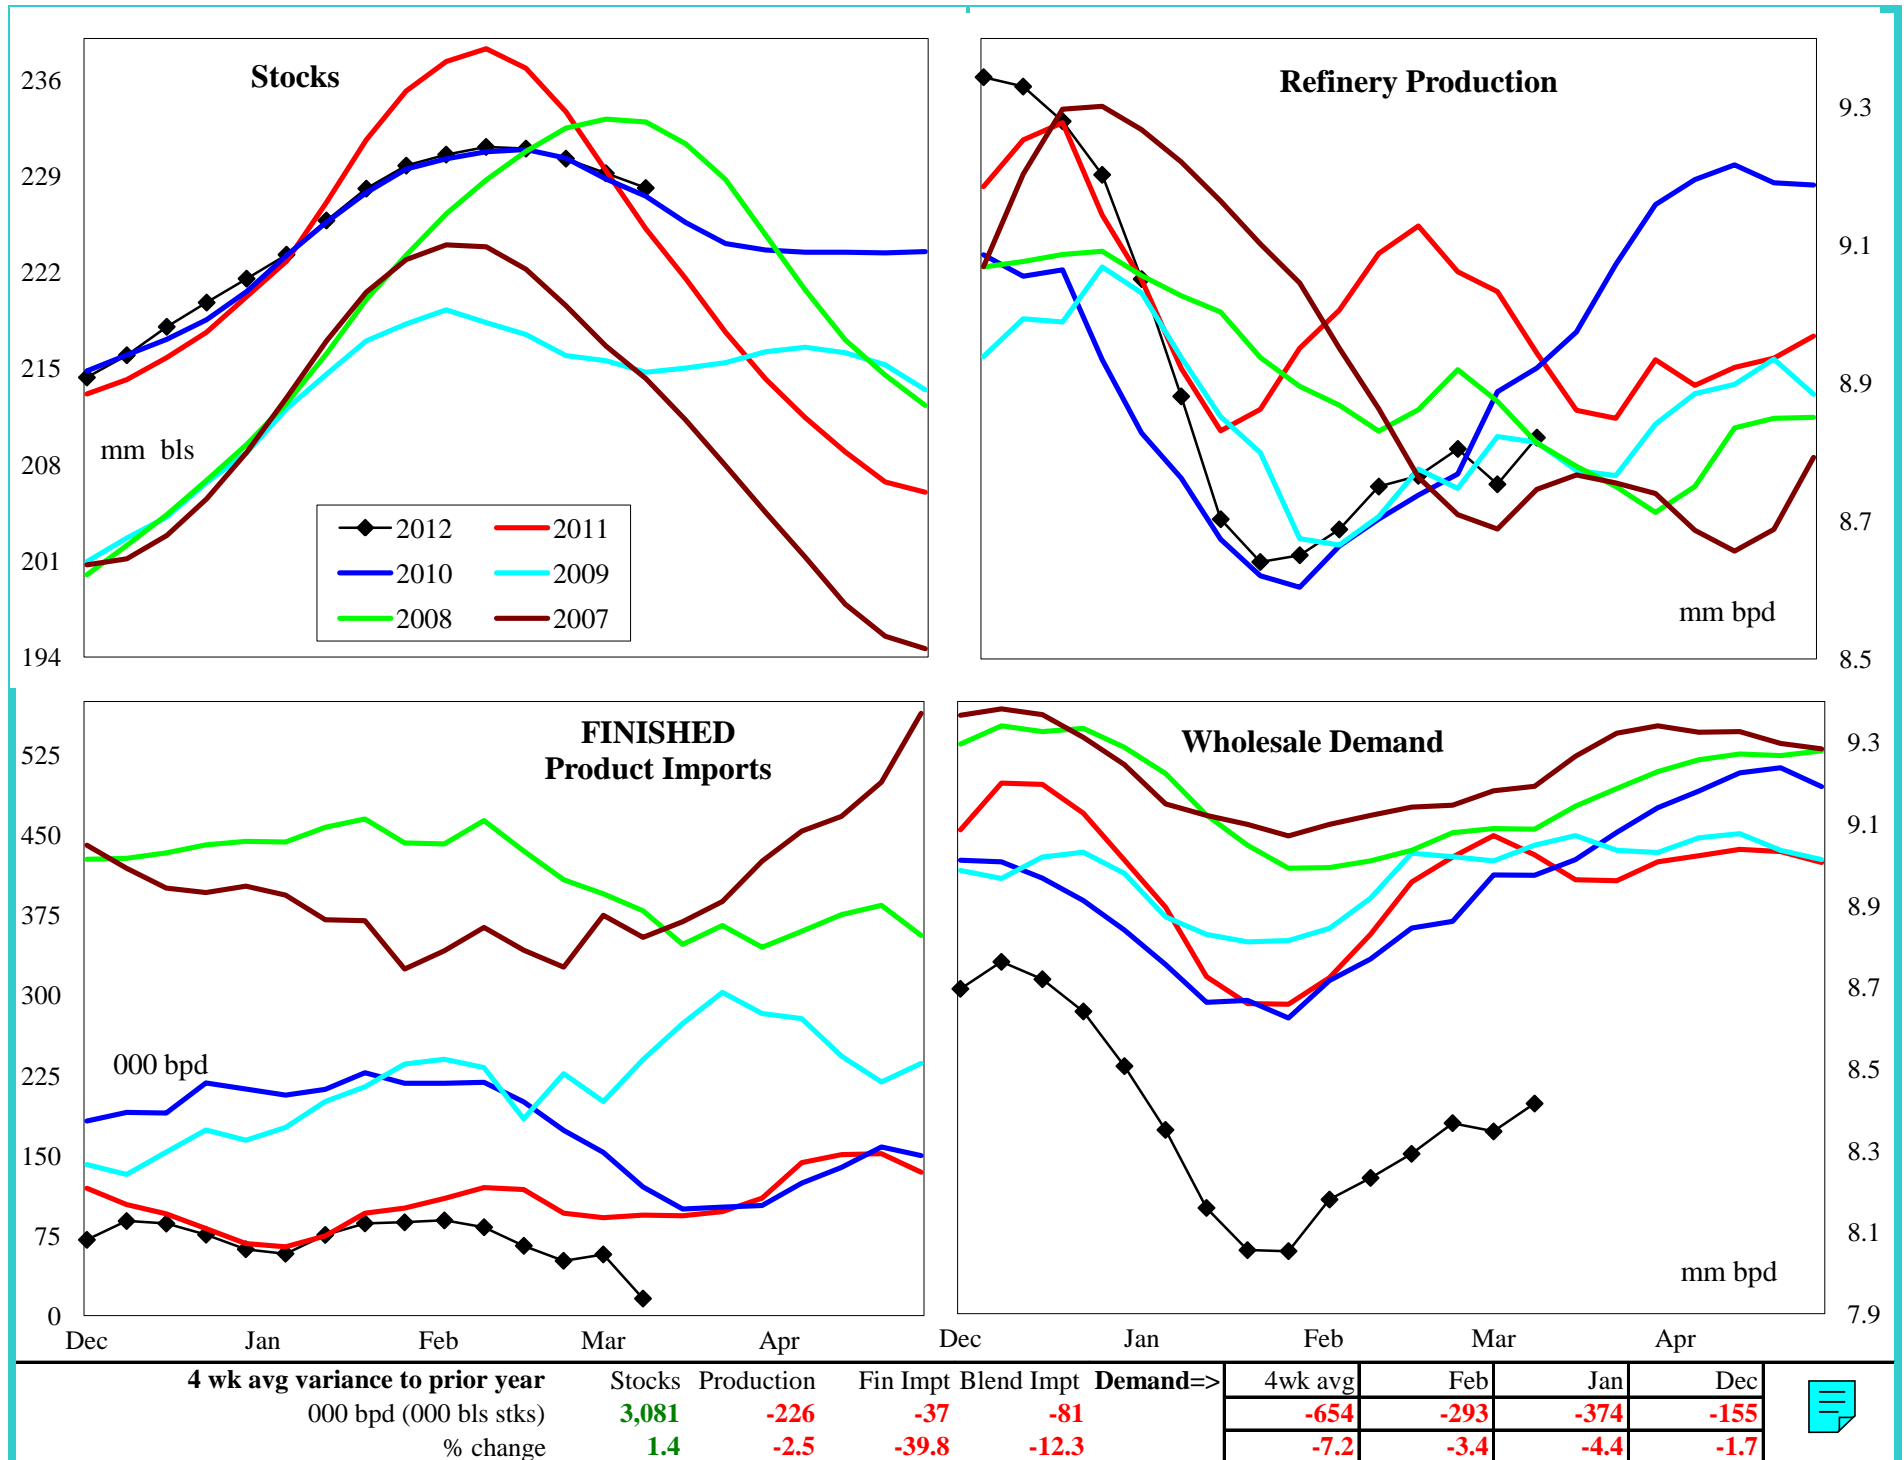 Stocks
236
229
222
215
208
201
194
mm bls
2012 2011
2010 2009
2008 2007
Refinery Production
9.3
9.1
8.9
8.7
8.5
mm bpd
FINISHED
Product Imports
525
450
375
300
225
150
75
0
000 bpd
Dec Jan Feb Mar Apr
Wholesale Demand
9.3
9.1
8.9
8.7
8.5
8.3
8.1
7.9
mm bpd
Dec Jan Feb Mar Apr
4 wk avg variance to prior year Stocks Production Fin Impt Blend Impt Demand=> 4wk avg Feb Jan Dec
000 bpd (000 bls stks) 3,081 -226 -37 -81 -654 -293 -374 -155
% change 1.4 -2.5 -39.8 -12.3 -7.2 -3.4 -4.4 -1.7